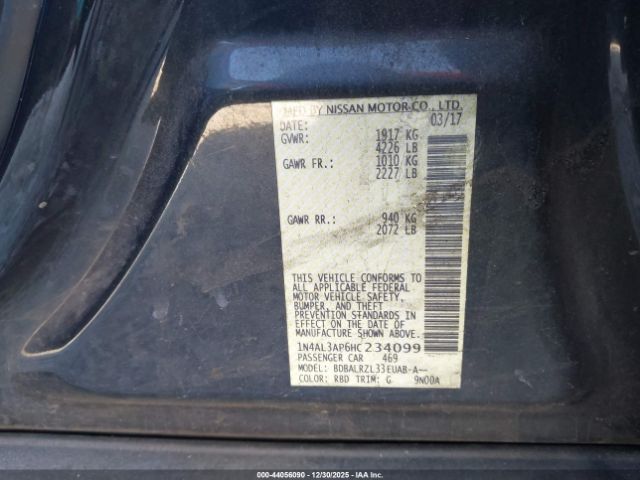 MFD BY NISSAN MOTOR CO., LTD.
DATE: 03/17
GVWR: 1917 KG
4226 LB
GAWR FR.: 1010 KG
2227 LB
GAWR RR.: 940 KG
2072 LB
THIS VEHICLE CONFORMS TO
ALL APPLICABLE FEDERAL
MOTOR VEHICLE SAFETY,
BUMPER, AND THEFT
PREVENTION STANDARDS IN
EFFECT ON THE DATE OF
MANUFACTURE SHOWN ABOVE.
1N4AL3AP6HC234099
PASSENGER CAR 469
MODEL: BDBALRZL33EUAB-A--
COLOR: RBD TRIM: G 9N00A
000-44056090 - 12/30/2025 - IAAI